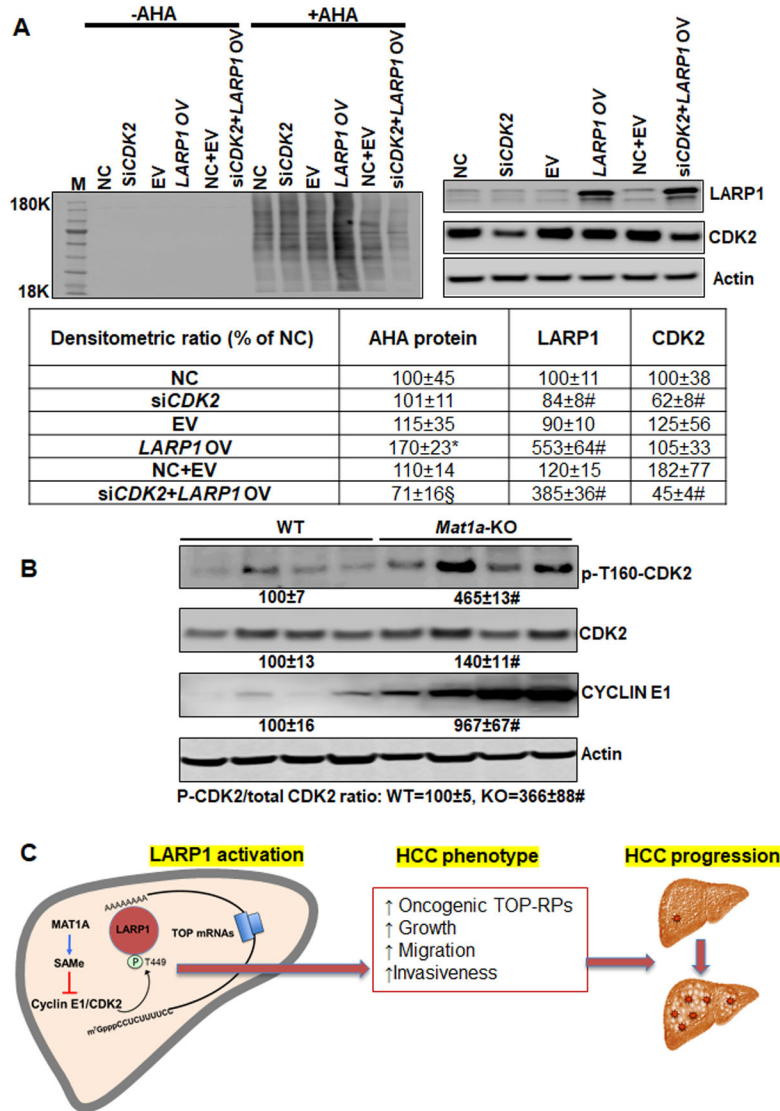 A
-AHA
+AHA
M
NC
SiCDK2
EV
LARP1 OV
NC+EV
siCDK2+LARP1 OV
NC
SiCDK2
EV
LARP1 OV
NC+EV
siCDK2+LARP1 OV
180K
18K
NC
SiCDK2
EV
LARP1 OV
NC+EV
siCDK2+LARP1 OV
LARP1
CDK2
Actin
Densitometric ratio (% of NC) AHA protein LARP1 CDK2
NC 100±45 100±11 100±38
siCDK2 101±11 84±8# 62±8#
EV 115±35 90±10 125±56
LARP1 OV 170±23* 553±64# 105±33
NC+EV 110±14 120±15 182±77
siCDK2+LARP1 OV 71±16§ 385±36# 45±4#
B
WT Mat1a-KO
p-T160-CDK2
100±7 465±13#
CDK2
100±13 140±11#
CYCLIN E1
100±16 967±67#
Actin
P-CDK2/total CDK2 ratio: WT=100±5, KO=366±88#
C
LARP1 activation
HCC phenotype
HCC progression
AAAAAAAA
MAT1A
LARP1
TOP mRNAs
SAMe
P T449
Cyclin E1/CDK2
m⁷GpppCCUCUUUUCC
↑ Oncogenic TOP-RPs
↑ Growth
↑ Migration
↑Invasiveness